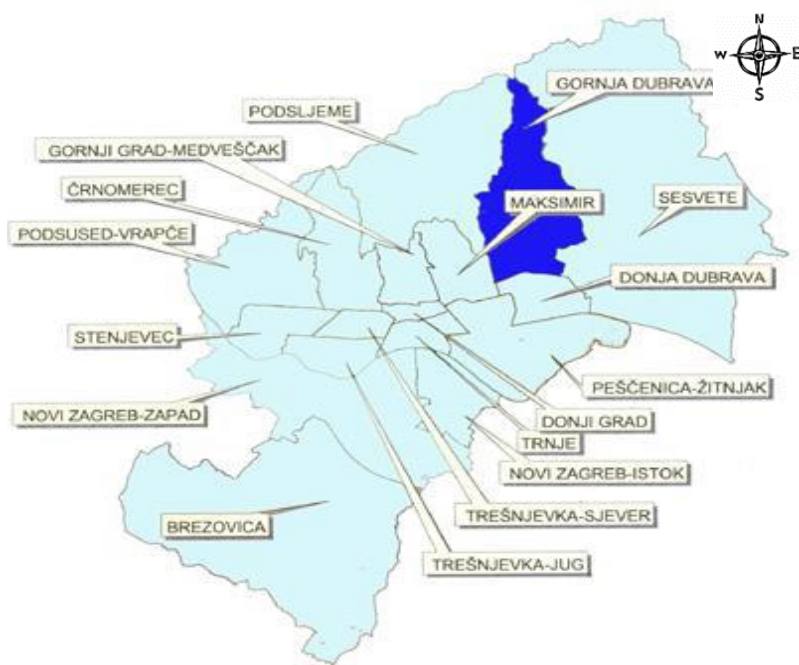 N
W E
S
GORNJA DUBRAVA
PODSLJEME
GORNJI GRAD-MEDVEŠČAK
ČRNOMEREC
MAKSIMIR
SESVETE
PODSUSED-VRAPČE
DONJA DUBRAVA
STENJEVEC
PEŠČENICA-ŽITNJAK
NOVI ZAGREB-ZAPAD
DONJI GRAD
TRNJE
NOVI ZAGREB-ISTOK
TREŠNJEVKA-SJEVER
BREZOVICA
TREŠNJEVKA-JUG